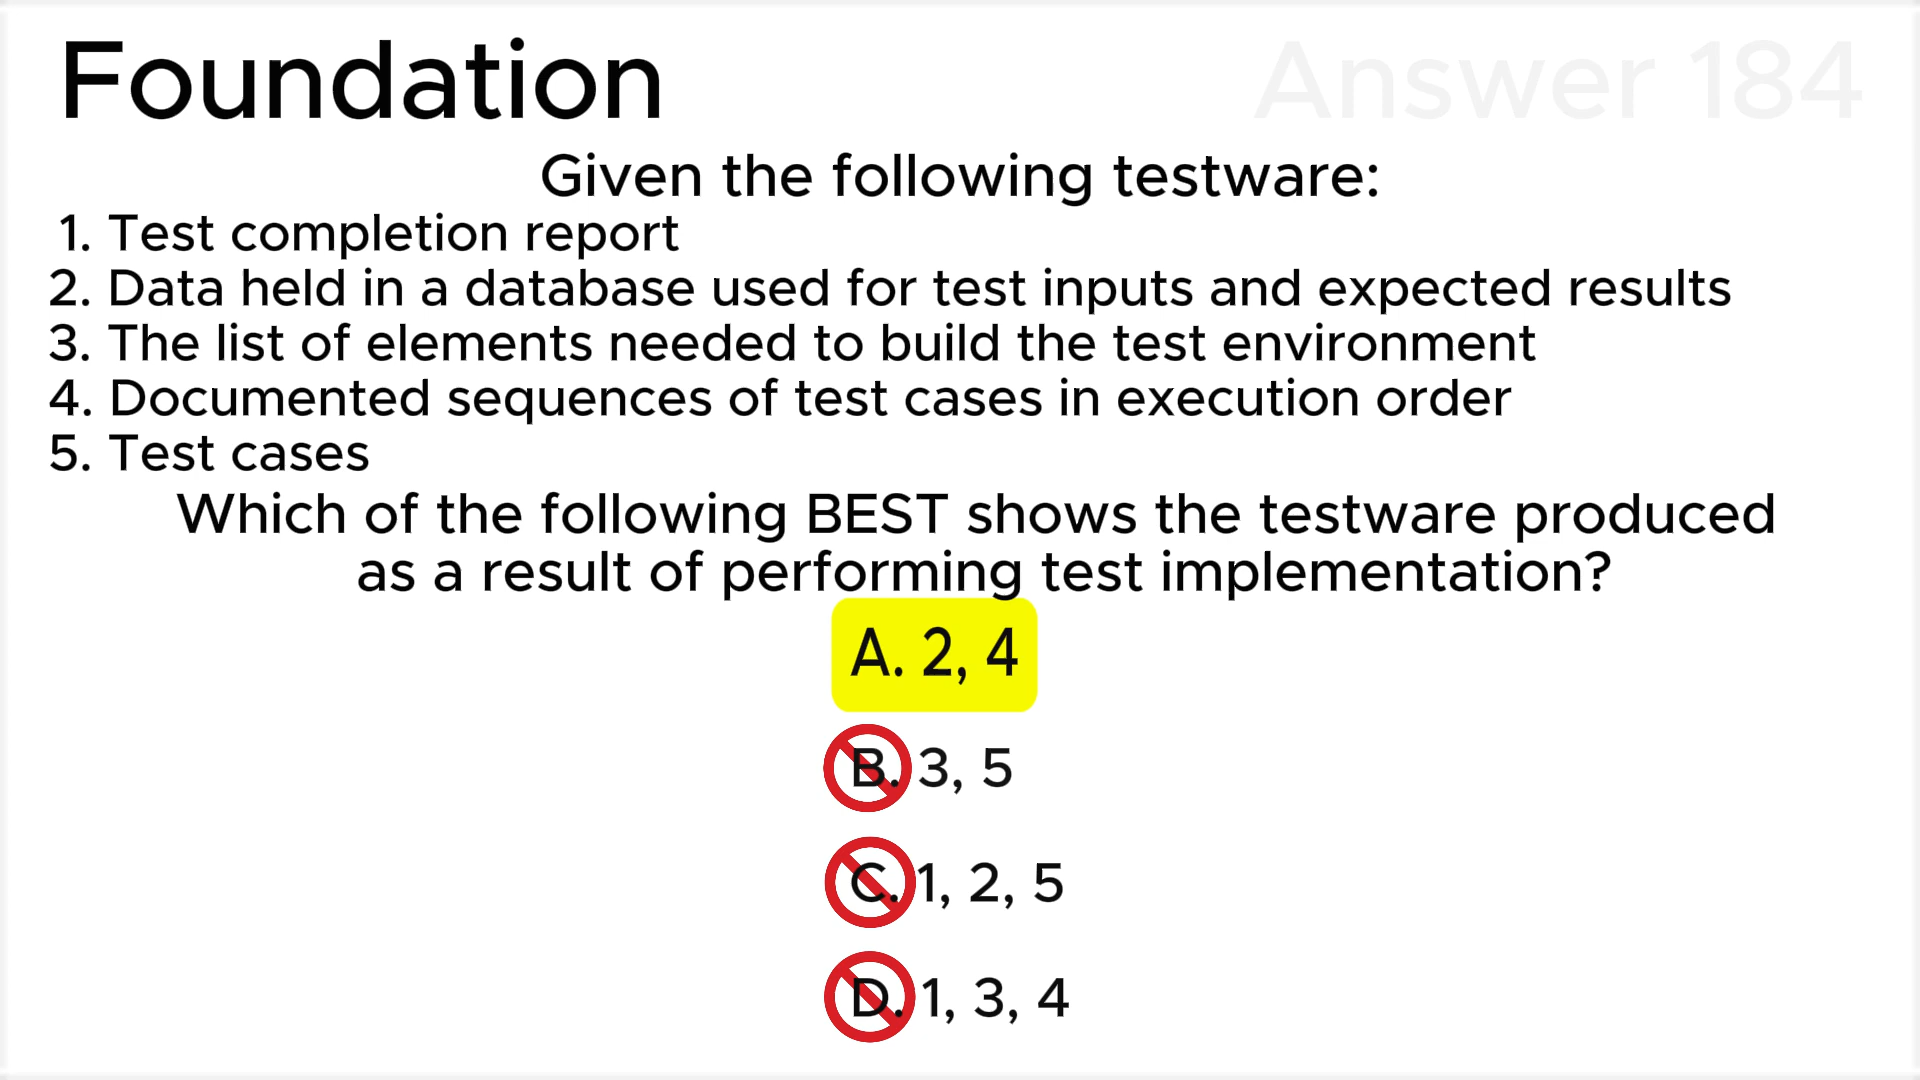 Foundation
Answer 184
Given the following testware:
1. Test completion report
2. Data held in a database used for test inputs and expected results
3. The list of elements needed to build the test environment
4. Documented sequences of test cases in execution order
5. Test cases
Which of the following BEST shows the testware produced
as a result of performing test implementation?
A. 2, 4
B. 3, 5
C. 1, 2, 5
D. 1, 3, 4